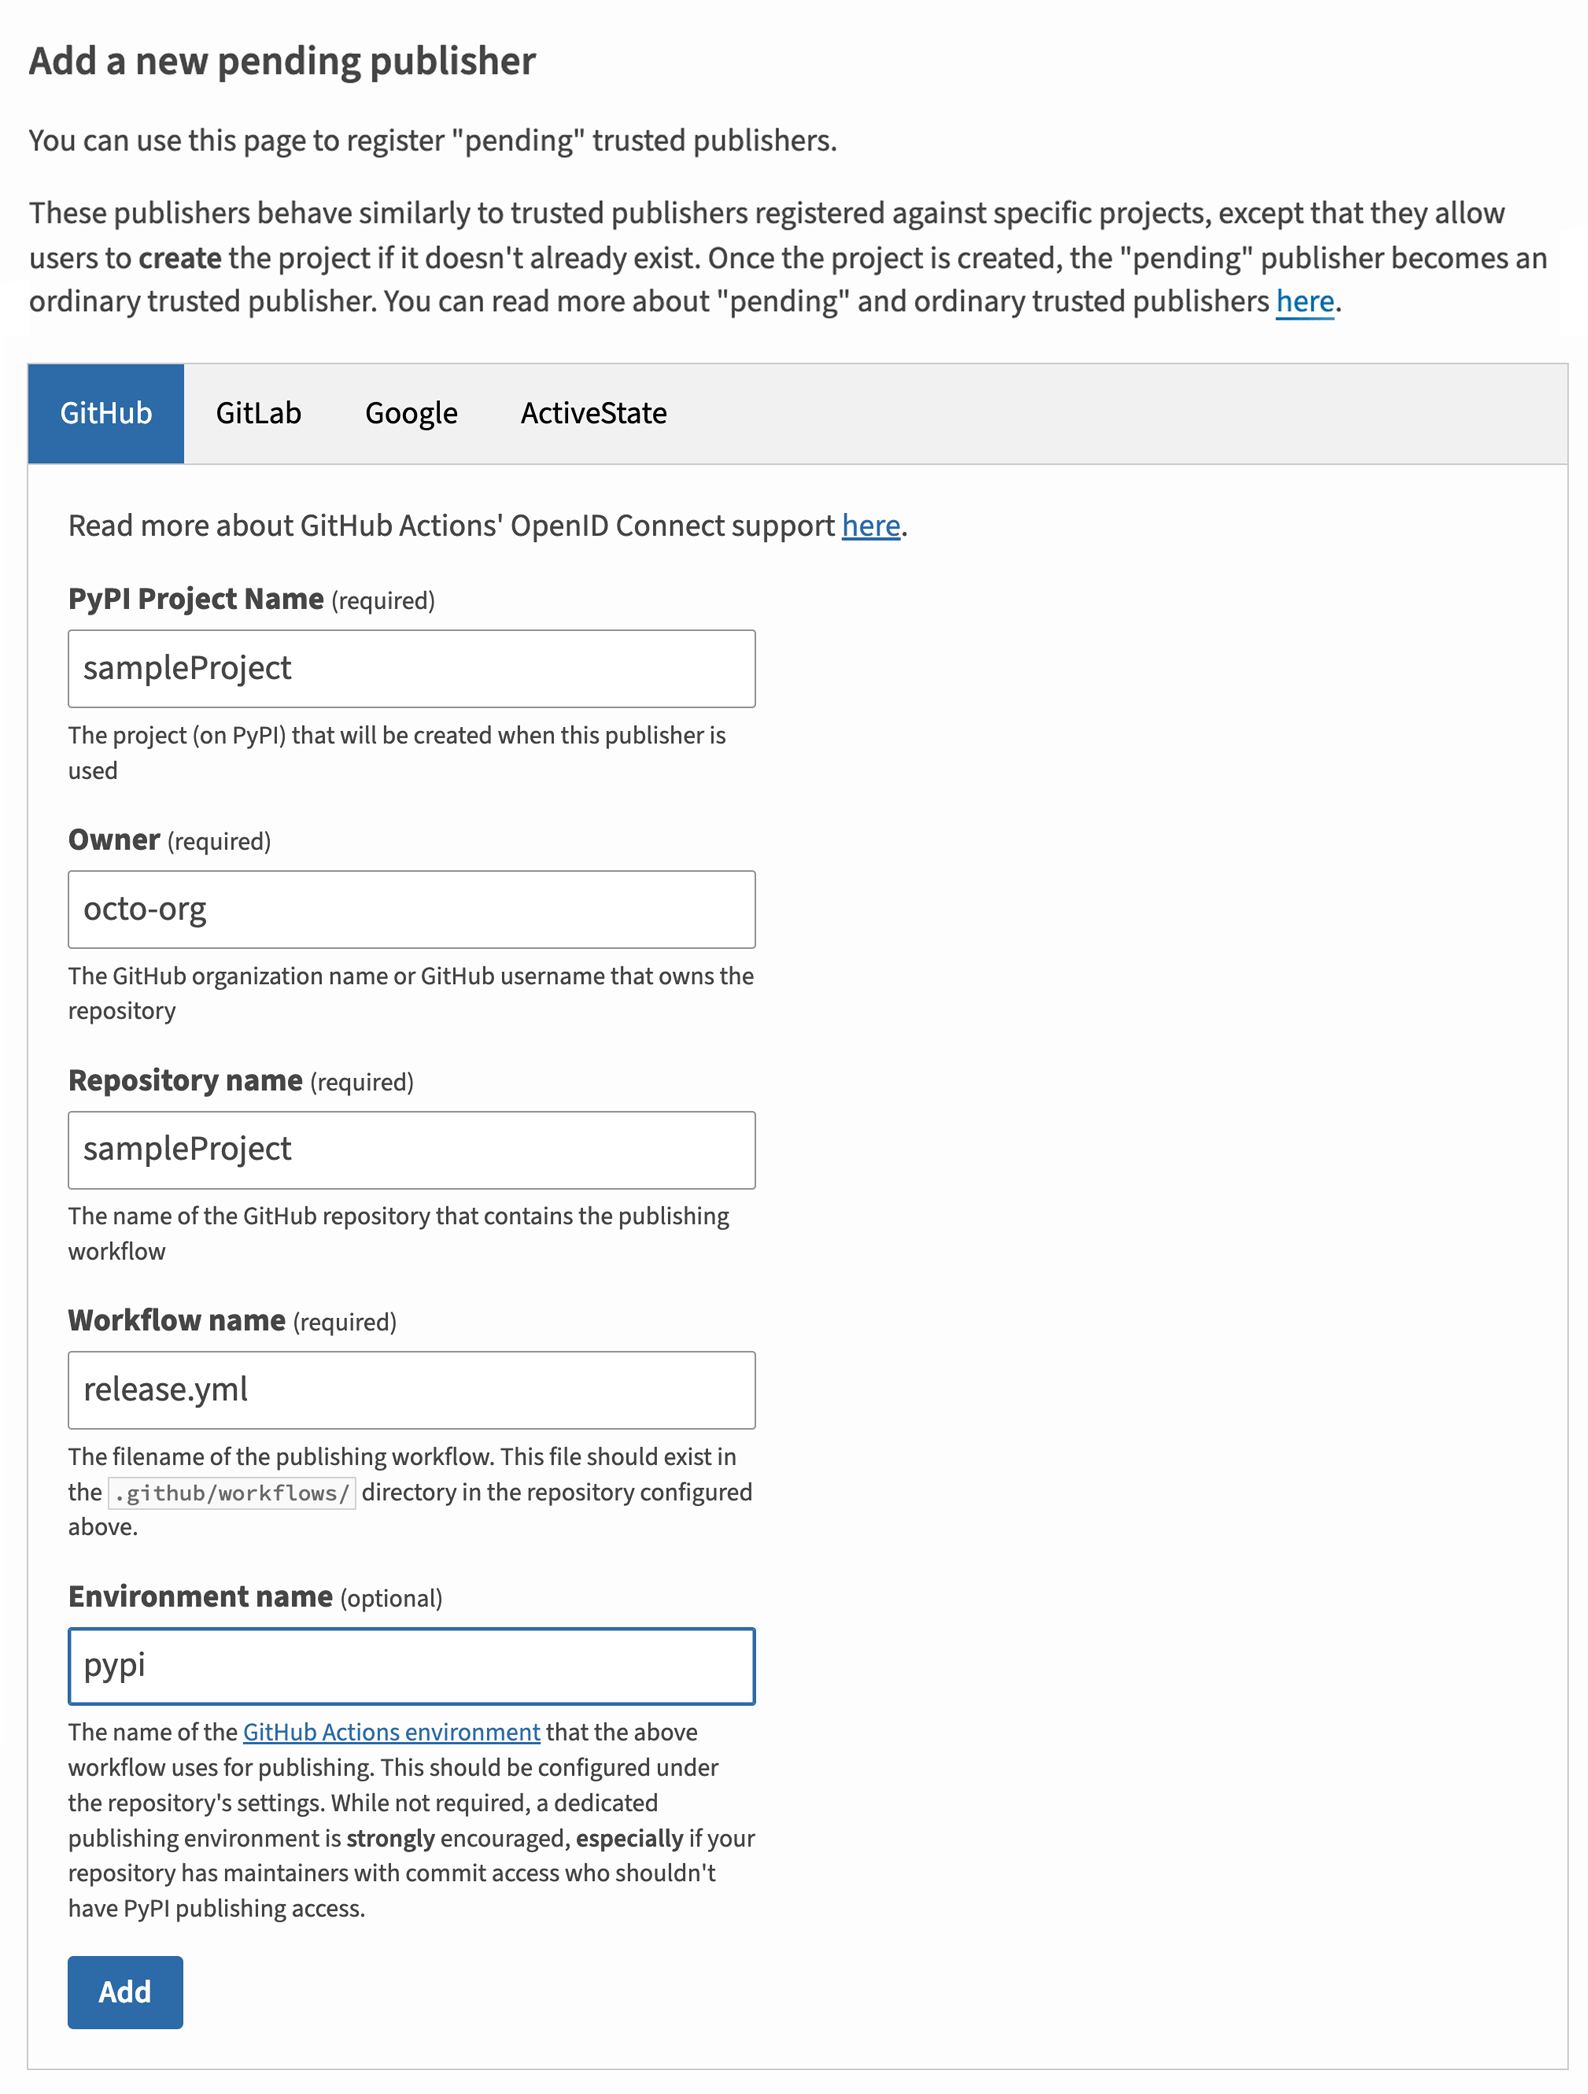 Add a new pending publisher
You can use this page to register "pending" trusted publishers.
These publishers behave similarly to trusted publishers registered against specific projects, except that they allow
users to create the project if it doesn't already exist. Once the project is created, the "pending" publisher becomes an
ordinary trusted publisher. You can read more about "pending" and ordinary trusted publishers here.
GitHub GitLab Google ActiveState
Read more about GitHub Actions' OpenID Connect support here.
PyPI Project Name (required)
sampleProject
The project (on PyPI) that will be created when this publisher is
used
Owner (required)
octo-org
The GitHub organization name or GitHub username that owns the
repository
Repository name (required)
sampleProject
The name of the GitHub repository that contains the publishing
workflow
Workflow name (required)
release.yml
The filename of the publishing workflow. This file should exist in
the .github/workflows/ directory in the repository configured
above.
Environment name (optional)
pypi
The name of the GitHub Actions environment that the above
workflow uses for publishing. This should be configured under
the repository's settings. While not required, a dedicated
publishing environment is strongly encouraged, especially if your
repository has maintainers with commit access who shouldn't
have PyPI publishing access.
Add